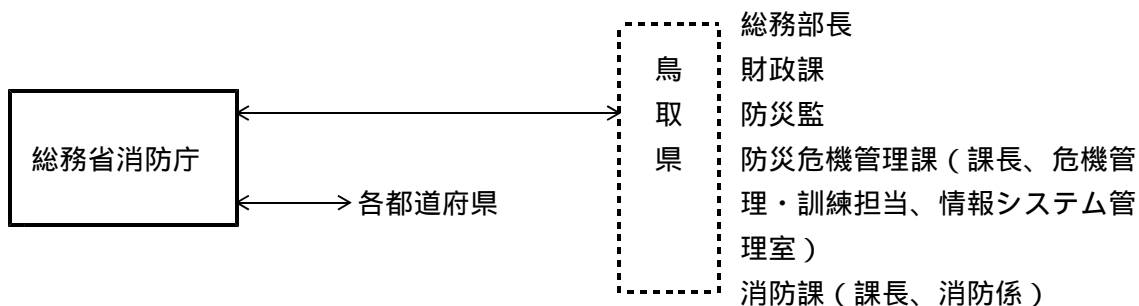 総務部長
鳥
財政課
取
防災監
総務省消防庁
県
防災危機管理課(課長、危機管
各都道府県
理・訓練担当、情報システム管
理室)
消防課(課長、消防係)